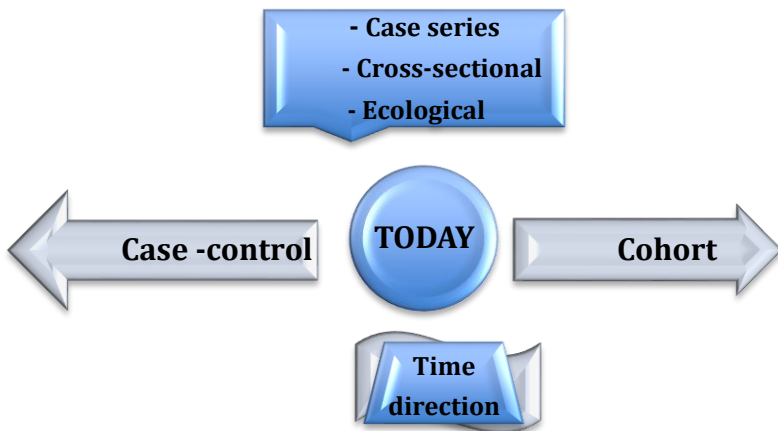 - Case series
- Cross-sectional
- Ecological
Case -control
TODAY
Cohort
Time
direction